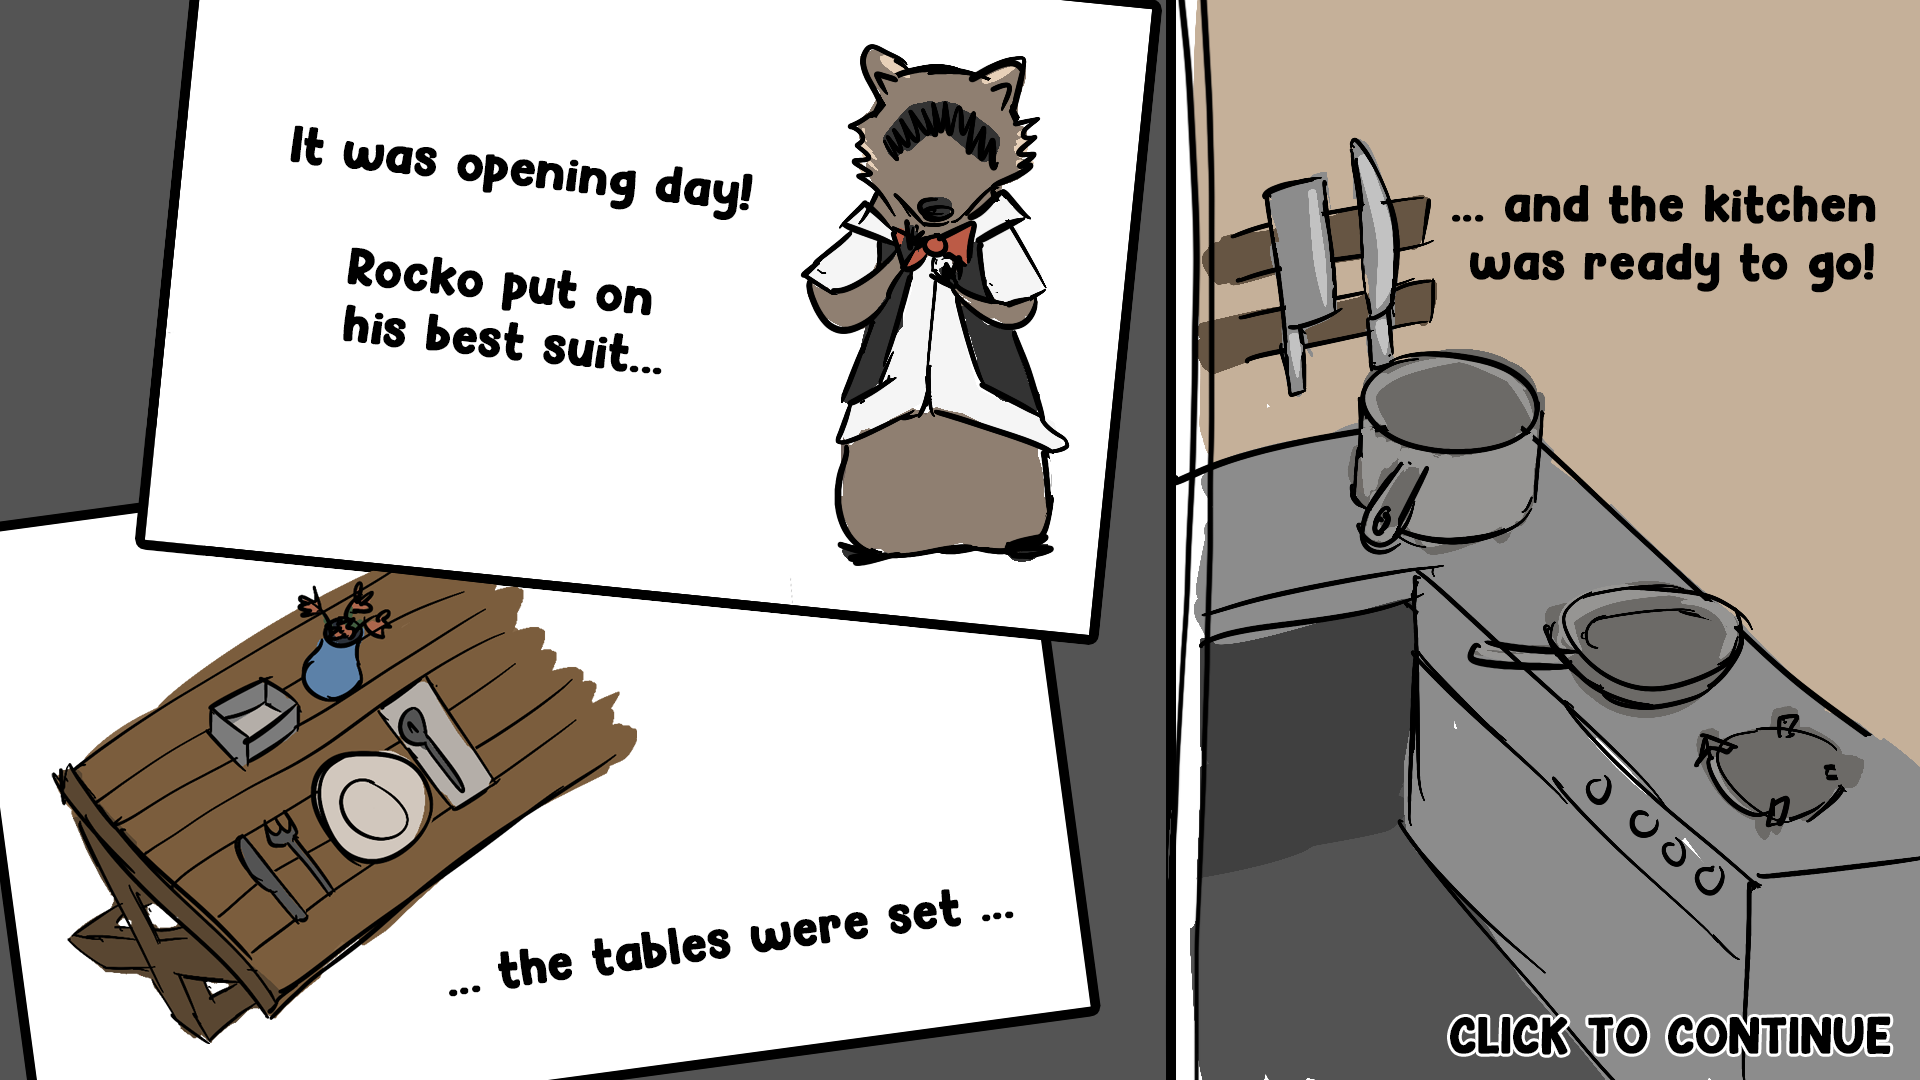 It was opening day!
Rocko put on
his best suit...
... the tables were set ...
... and the kitchen
was ready to go!
CLICK TO CONTINUE